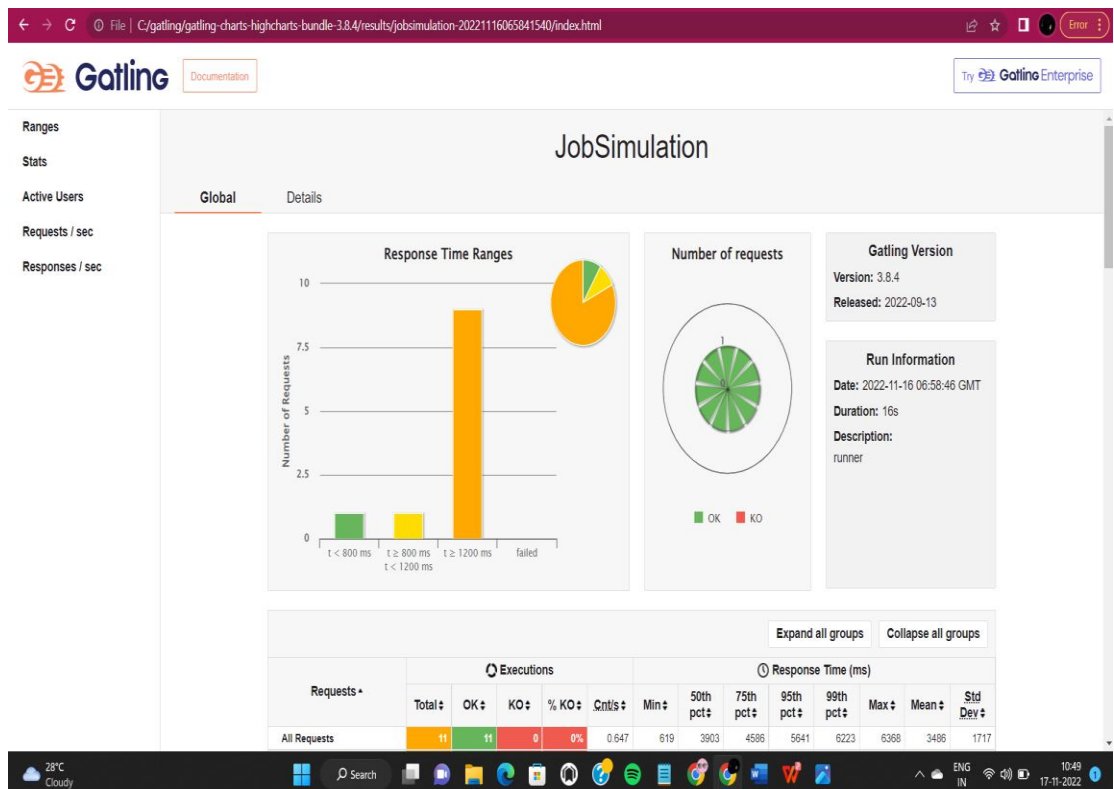 File | C:/gatling/gatling-charts-highcharts-bundle-3.8.4/results/jobsimulation-20221116065841540/index.html
Error
Gatling
Documentation
Try Gatling Enterprise
Ranges
Stats
Active Users
Requests / sec
Responses / sec
JobSimulation
Global Details
Response Time Ranges
Number of Requests
10
7.5
5
2.5
0
t < 800 ms
t ≥ 800 ms
t < 1200 ms
t ≥ 1200 ms
failed
Number of requests
1
0
OK KO
Gatling Version
Version: 3.8.4
Released: 2022-09-13
Run Information
Date: 2022-11-16 06:58:46 GMT
Duration: 16s
Description:
runner
Expand all groups Collapse all groups
Requests
Executions
Response Time (ms)
Total OK KO % KO Cnt/s Min 50th pct 75th pct 95th pct 99th pct Max Mean Std Dev
All Requests 11 11 0 0% 0.647 619 3903 4586 5641 6223 6368 3486 1717
28°C
Cloudy
Search
ENG
IN
10:49
17-11-2022
1